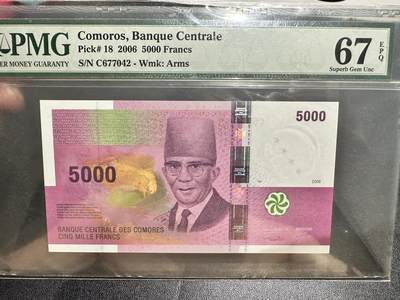 PMG
PAPER MONEY GUARANTY
Comoros, Banque Centrale
Pick# 18 2006 5000 Francs
S/N C677042 - Wmk: Arms
67
EPQ
Superb Gem Unc
5000
5000
2006
BANQUE CENTRALE DES COMORES
CINQ MILLE FRANCS